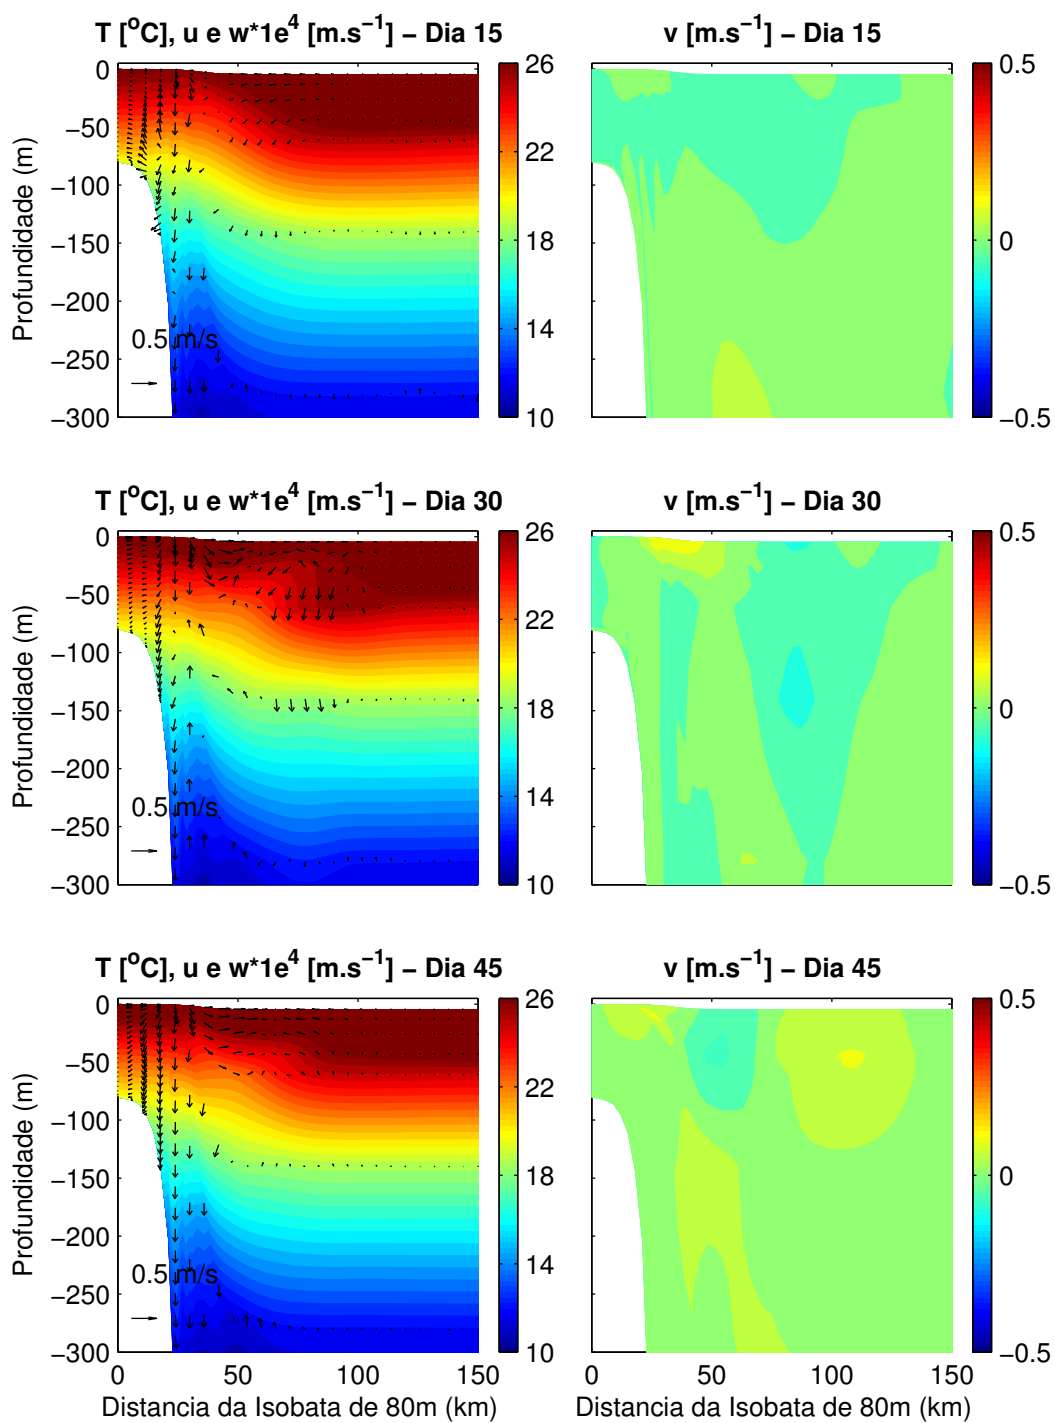 T [°C], u e w*1e⁴ [m.s⁻¹] − Dia 15
v [m.s⁻¹] − Dia 15
0
−50
−100
−150
−200
−250
−300
Profundidade (m)
0.5 m/s
26
22
18
14
10
0.5
0
−0.5
T [°C], u e w*1e⁴ [m.s⁻¹] − Dia 30
v [m.s⁻¹] − Dia 30
0
−50
−100
−150
−200
−250
−300
Profundidade (m)
0.5 m/s
26
22
18
14
10
0.5
0
−0.5
T [°C], u e w*1e⁴ [m.s⁻¹] − Dia 45
v [m.s⁻¹] − Dia 45
0
−50
−100
−150
−200
−250
−300
Profundidade (m)
0.5 m/s
26
22
18
14
10
0.5
0
−0.5
0 50 100 150
0 50 100 150
Distancia da Isobata de 80m (km)
Distancia da Isobata de 80m (km)